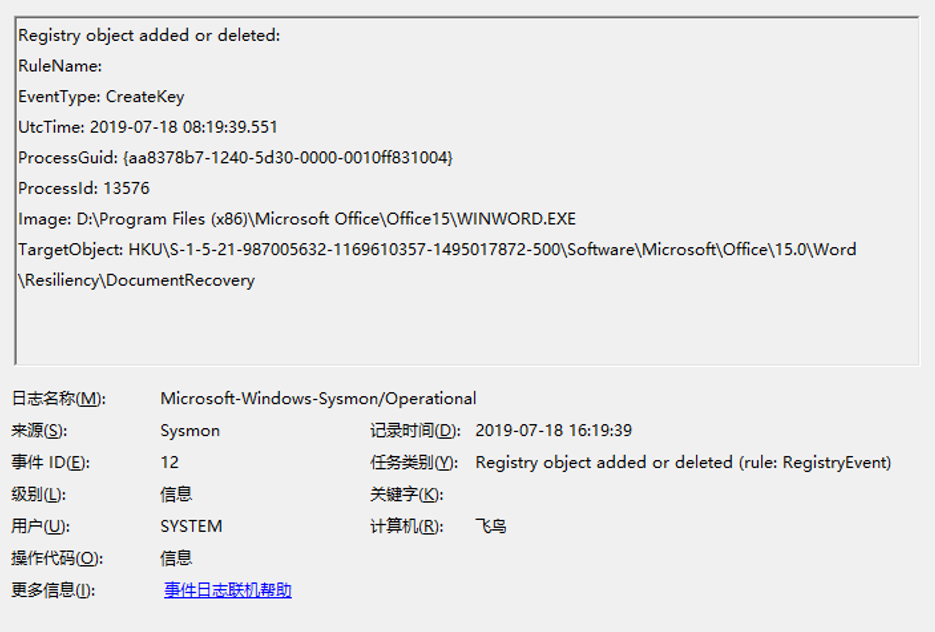 Registry object added or deleted:
RuleName:
EventType: CreateKey
UtcTime: 2019-07-18 08:19:39.551
ProcessGuid: {aa8378b7-1240-5d30-0000-0010ff831004}
ProcessId: 13576
Image: D:\Program Files (x86)\Microsoft Office\Office15\WINWORD.EXE
TargetObject: HKU\S-1-5-21-987005632-1169610357-1495017872-500\Software\Microsoft\Office\15.0\Word
\Resiliency\DocumentRecovery
日志名称(M): Microsoft-Windows-Sysmon/Operational
来源(S): Sysmon 记录时间(D): 2019-07-18 16:19:39
事件 ID(E): 12 任务类别(Y): Registry object added or deleted (rule: RegistryEvent)
级别(L): 信息 关键字(K):
用户(U): SYSTEM 计算机(R): 飞鸟
操作代码(O): 信息
更多信息(I): 事件日志联机帮助